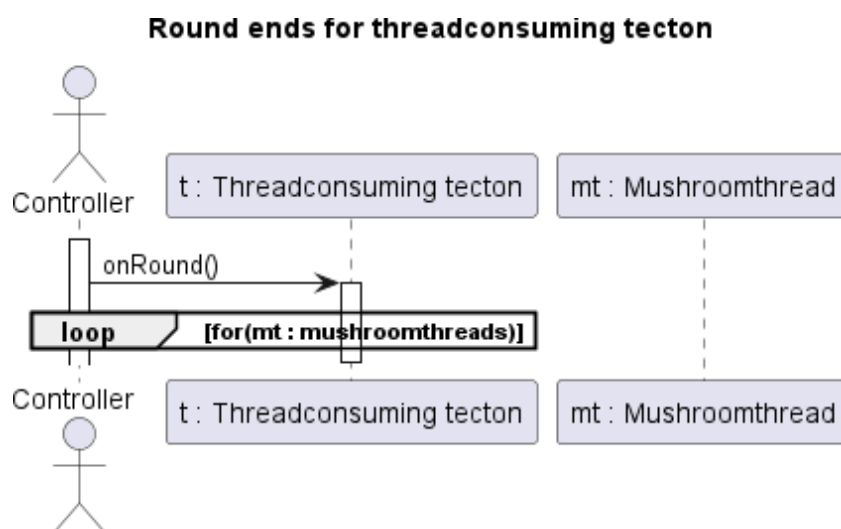 Round ends for threadconsuming tecton
Controller
t : Threadconsuming tecton
mt : Mushroomthread
onRound()
loop
[for(mt : mushroomthreads)]
Controller
t : Threadconsuming tecton
mt : Mushroomthread